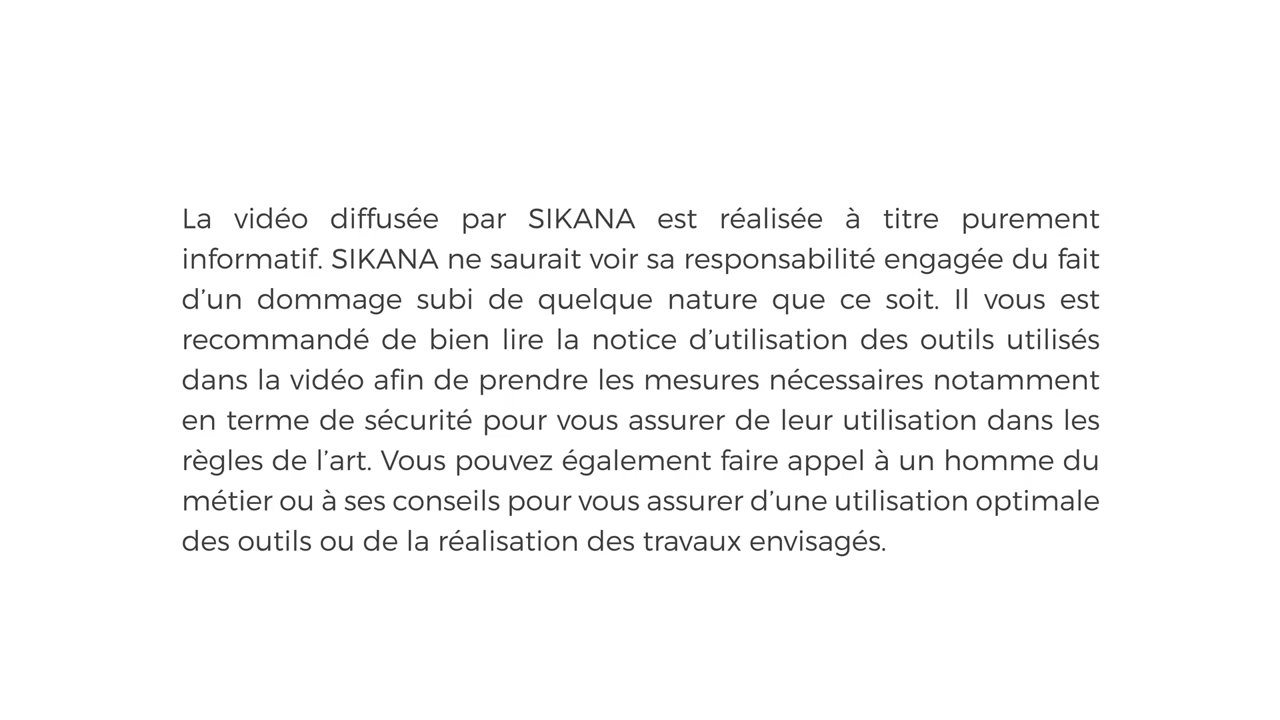 La vidéo diffusée par SIKANA est réalisée à titre purement
informatif. SIKANA ne saurait voir sa responsabilité engagée du fait
d’un dommage subi de quelque nature que ce soit. Il vous est
recommandé de bien lire la notice d’utilisation des outils utilisés
dans la vidéo afin de prendre les mesures nécessaires notamment
en terme de sécurité pour vous assurer de leur utilisation dans les
règles de l’art. Vous pouvez également faire appel à un homme du
métier ou à ses conseils pour vous assurer d’une utilisation optimale
des outils ou de la réalisation des travaux envisagés.